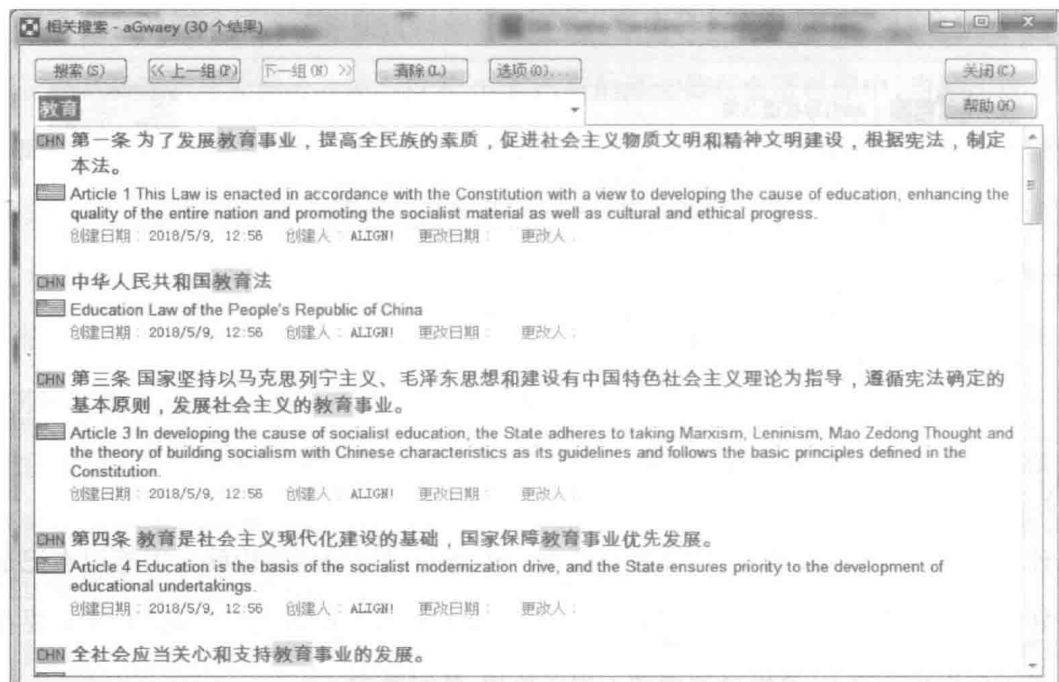 相关搜索 - aGwaey (30 个结果)
搜索(S) << 上一组(P) 下一组(N) >> 清除(L) 选项(O)... 关闭(C)
教育 帮助(H)
CHN 第一条 为了发展教育事业，提高全民族的素质，促进社会主义物质文明和精神文明建设，根据宪法，制定
本法。
Article 1 This Law is enacted in accordance with the Constitution with a view to developing the cause of education, enhancing the
quality of the entire nation and promoting the socialist material as well as cultural and ethical progress.
创建日期：2018/5/9, 12:56 创建人：ALIGN! 更改日期： 更改人：
CHN 中华人民共和国教育法
Education Law of the People's Republic of China
创建日期：2018/5/9, 12:56 创建人：ALIGN! 更改日期： 更改人：
CHN 第三条 国家坚持以马克思列宁主义、毛泽东思想和建设有中国特色社会主义理论为指导，遵循宪法确定的
基本原则，发展社会主义的教育事业。
Article 3 In developing the cause of socialist education, the State adheres to taking Marxism, Leninism, Mao Zedong Thought and
the theory of building socialism with Chinese characteristics as its guidelines and follows the basic principles defined in the
Constitution.
创建日期：2018/5/9, 12:56 创建人：ALIGN! 更改日期： 更改人：
CHN 第四条 教育是社会主义现代化建设的基础，国家保障教育事业优先发展。
Article 4 Education is the basis of the socialist modernization drive, and the State ensures priority to the development of
educational undertakings.
创建日期：2018/5/9, 12:56 创建人：ALIGN! 更改日期： 更改人：
CHN 全社会应当关心和支持教育事业的发展。